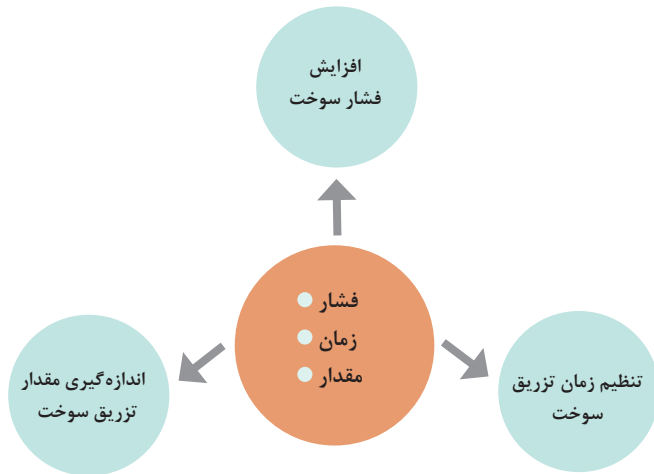 افزایش
فشار سوخت
فشار
زمان
مقدار
تنظیم زمان تزریق
سوخت
اندازه‌گیری مقدار
تزریق سوخت